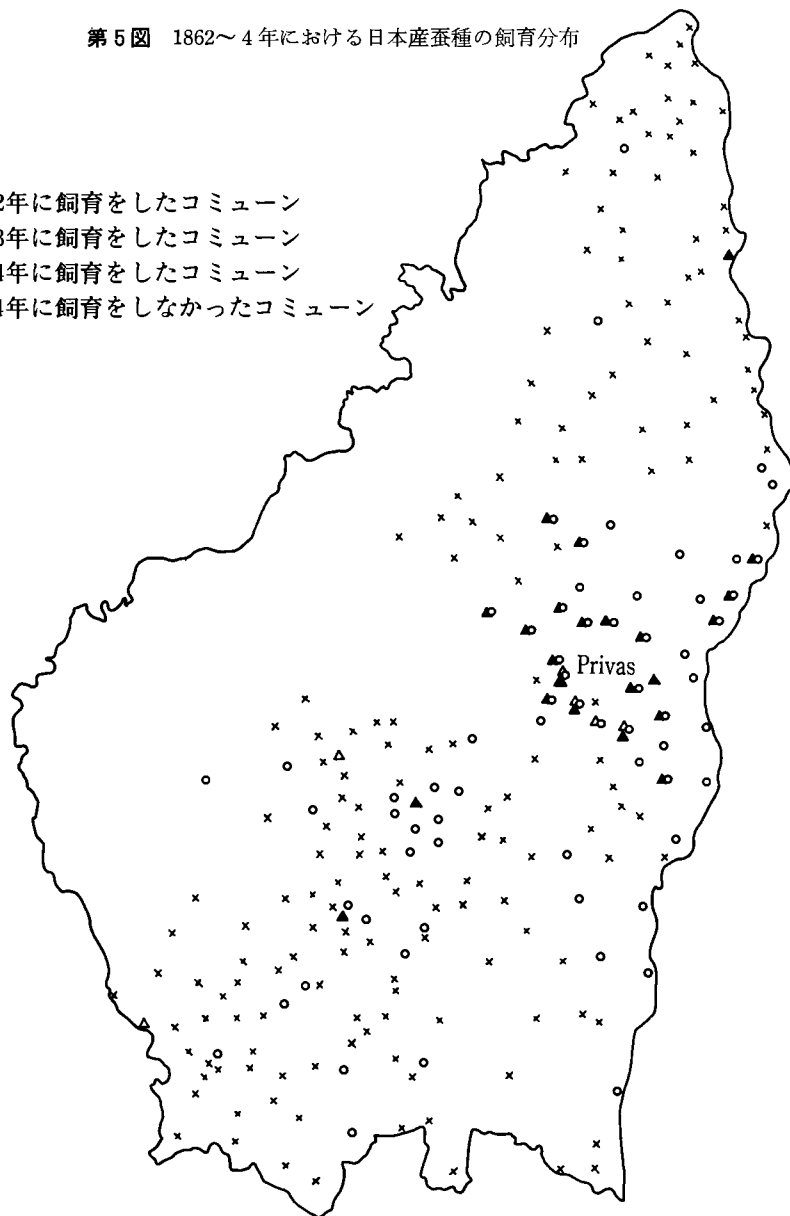 第5図 1862～4年における日本産蚕種の飼育分布
2年に飼育をしたコミューン
3年に飼育をしたコミューン
4年に飼育をしたコミューン
4年に飼育をしなかったコミューン
Privas